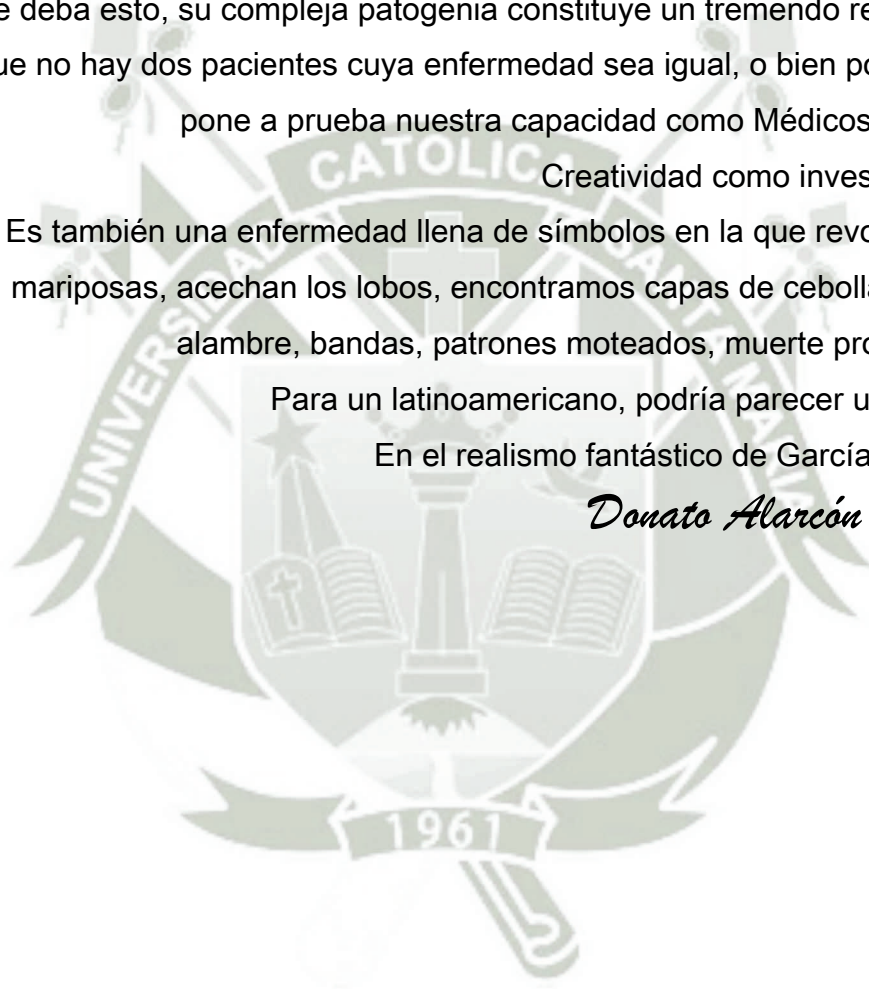 e deba esto, su compleja patogenia constituye un tremendo re
ue no hay dos pacientes cuya enfermedad sea igual, o bien po
pone a prueba nuestra capacidad como Médicos
Creatividad como inves
Es también una enfermedad llena de símbolos en la que revo
mariposas, acechan los lobos, encontramos capas de cebolla
alambre, bandas, patrones moteados, muerte pro
Para un latinoamericano, podría parecer u
En el realismo fantástico de García
Donato Alarcón
UNIVERSIDAD CATOLICA SANTA MARIA
1961